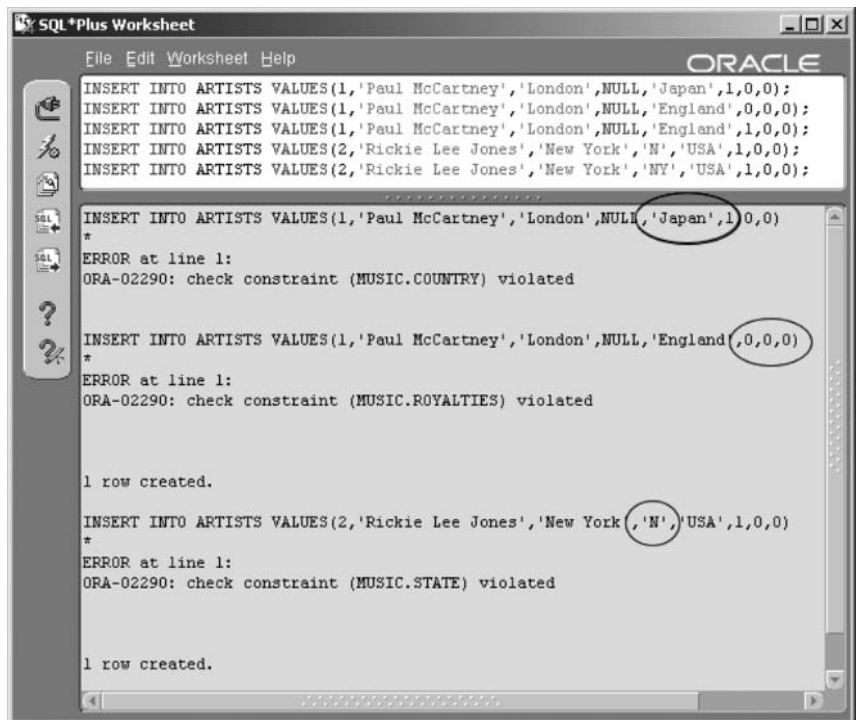 SQL*Plus Worksheet
File Edit Worksheet Help
ORACLE
INSERT INTO ARTISTS VALUES(1,'Paul McCartney','London',NULL,'Japan',1,0,0);
INSERT INTO ARTISTS VALUES(1,'Paul McCartney','London',NULL,'England',0,0,0);
INSERT INTO ARTISTS VALUES(1,'Paul McCartney','London',NULL,'England',1,0,0);
INSERT INTO ARTISTS VALUES(2,'Rickie Lee Jones','New York','N','USA',1,0,0);
INSERT INTO ARTISTS VALUES(2,'Rickie Lee Jones','New York','NY','USA',1,0,0);
INSERT INTO ARTISTS VALUES(1,'Paul McCartney','London',NULL,'Japan',1,0,0)
*
ERROR at line 1:
ORA-02290: check constraint (MUSIC.COUNTRY) violated
INSERT INTO ARTISTS VALUES(1,'Paul McCartney','London',NULL,'England',0,0,0)
*
ERROR at line 1:
ORA-02290: check constraint (MUSIC.ROYALTIES) violated
1 row created.
INSERT INTO ARTISTS VALUES(2,'Rickie Lee Jones','New York','N','USA',1,0,0)
*
ERROR at line 1:
ORA-02290: check constraint (MUSIC.STATE) violated
1 row created.